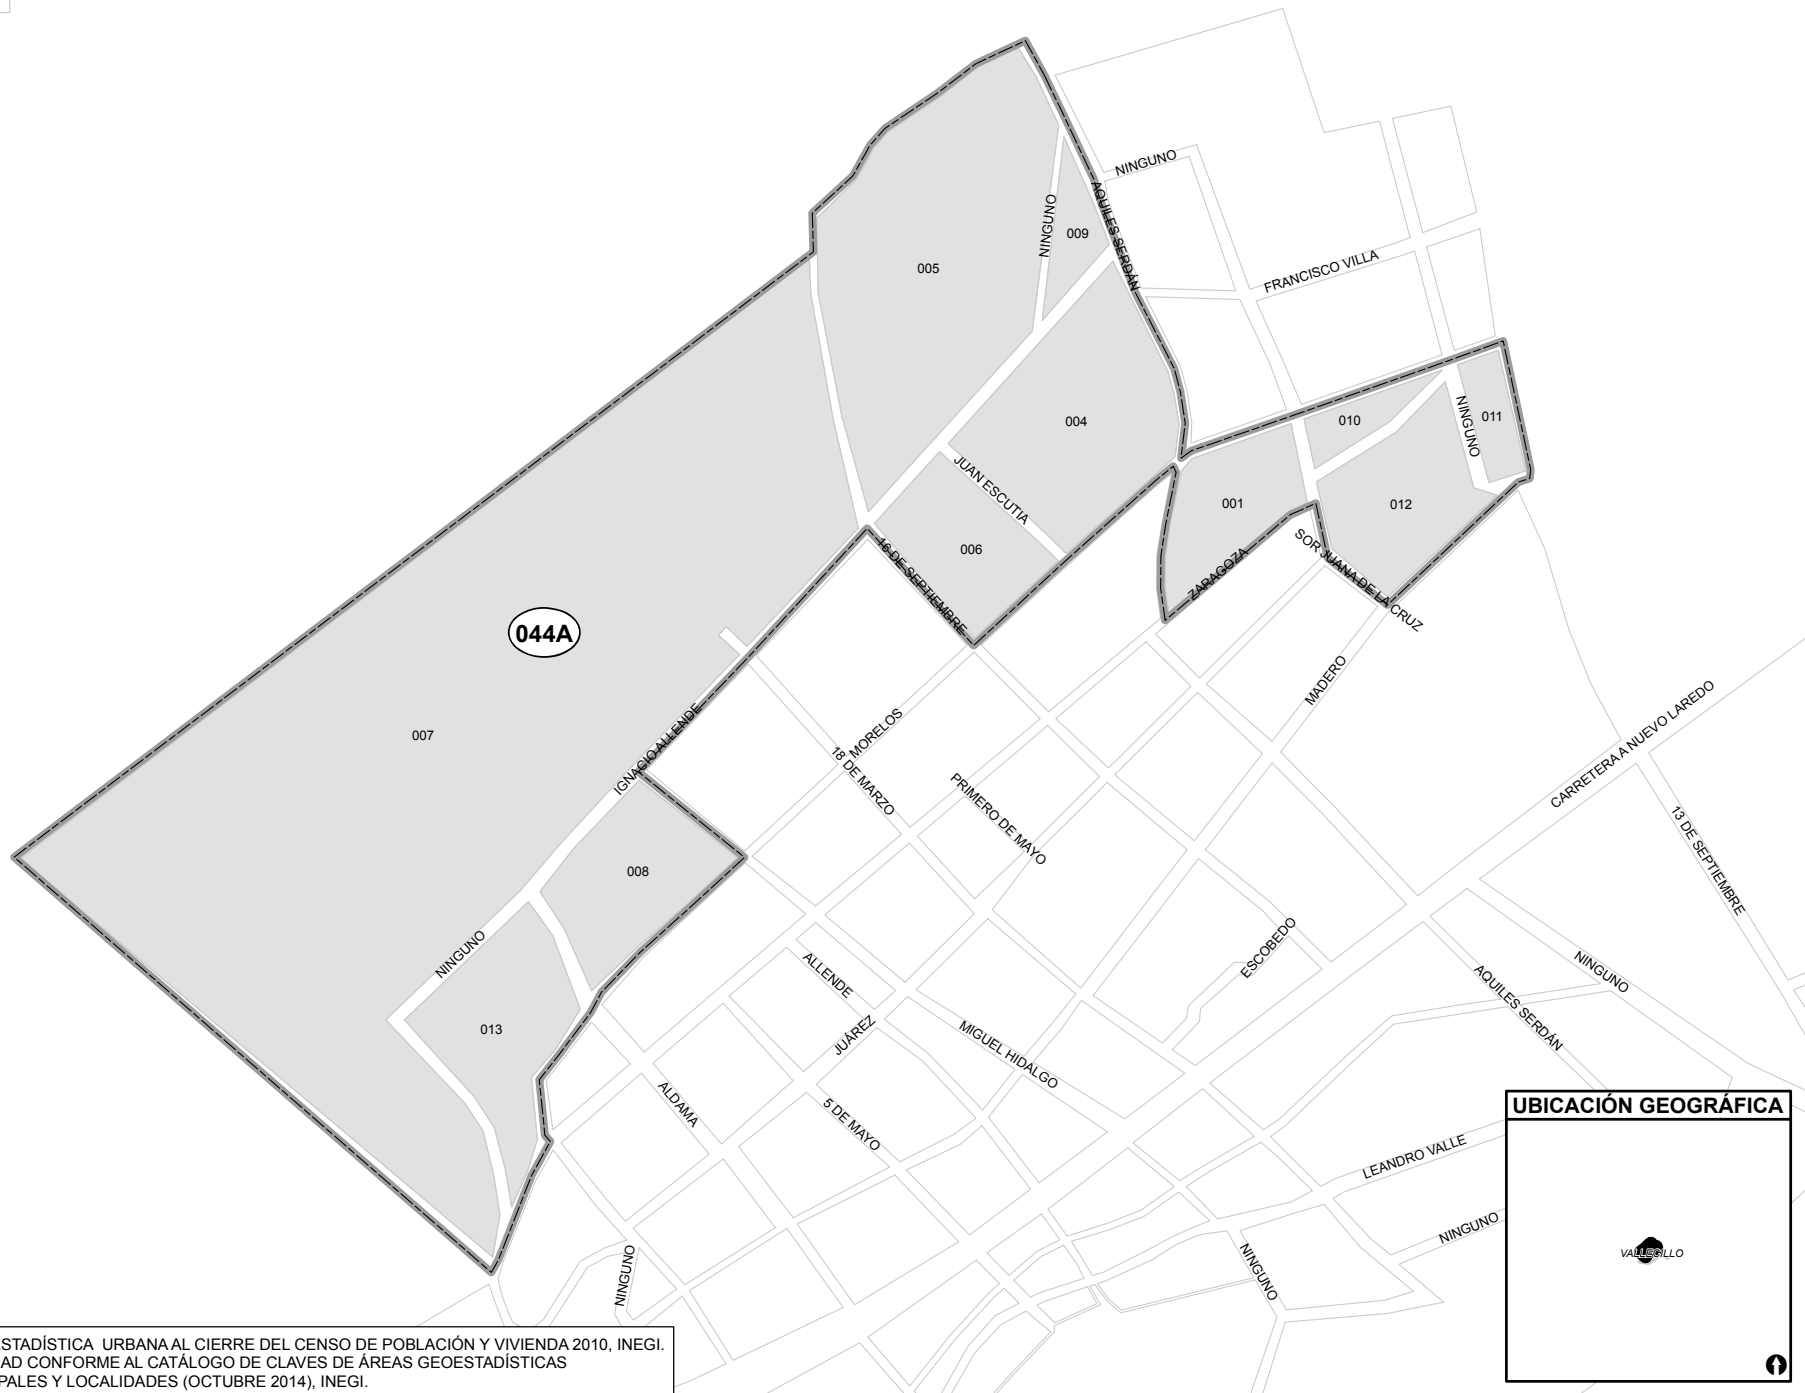 NINGUNO
AQUILES SERDÁN
NINGUNO
009
005
FRANCISCO VILLA
004
010
011
NINGUNO
JUAN ESCUTIA
001
012
006
16 DE SEPTIEMBRE
SOR JUANA DE LA CRUZ
ZARAGOZA
044A
MADERO
007
IGNACIO ALLENDE
MORELOS
18 DE MARZO
PRIMERO DE MAYO
CARRETERA A NUEVO LAREDO
13 DE SEPTIEMBRE
008
NINGUNO
ESCOBEDO
ALLENDE
NINGUNO
AQUILES SERDÁN
013
JUÁREZ
MIGUEL HIDALGO
ALDAMA
5 DE MAYO
LEANDRO VALLE
NINGUNO
NINGUNO
NINGUNO
UBICACIÓN GEOGRÁFICA
VALLECILLO
ESTADÍSTICA URBANA AL CIERRE DEL CENSO DE POBLACIÓN Y VIVIENDA 2010, INEGI.
AD CONFORME AL CATÁLOGO DE CLAVES DE ÁREAS GEOESTADÍSTICAS
PALES Y LOCALIDADES (OCTUBRE 2014), INEGI.